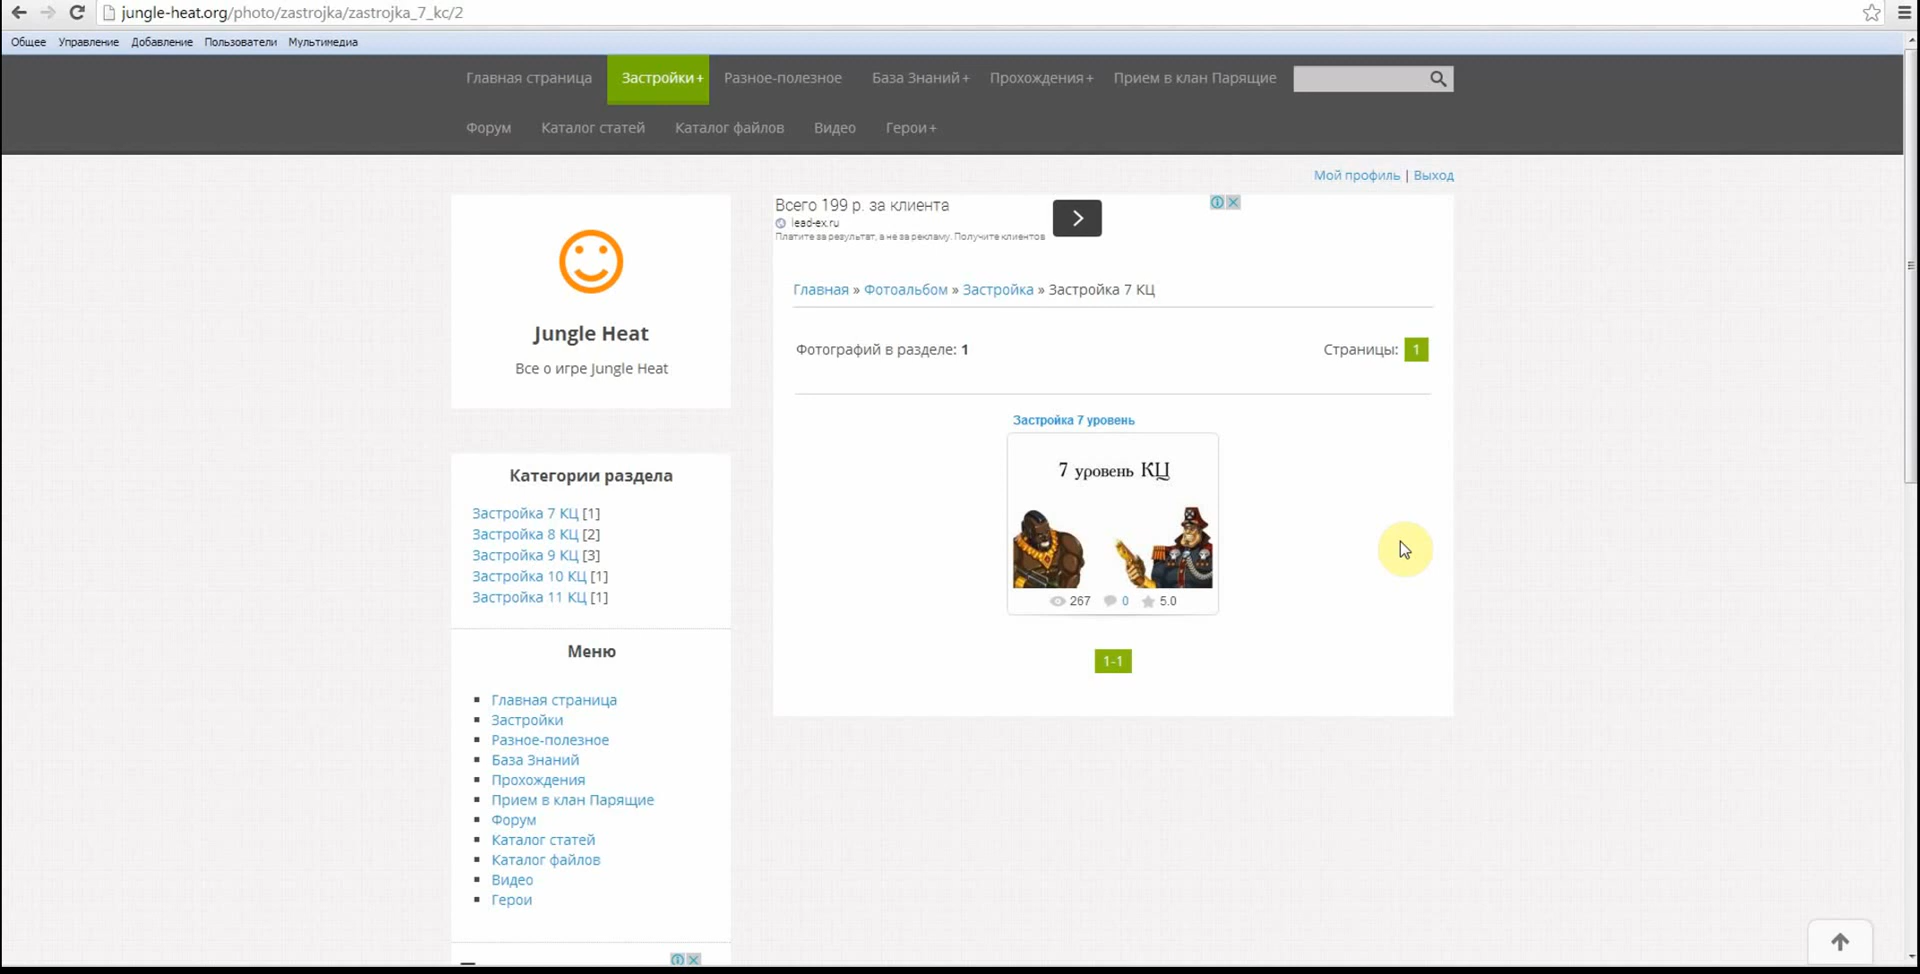 jungle-heat.org/photo/zastrojka/zastrojka_7_kc/2
Общее Управление Добавление Пользователи Мультимедиа
Главная страница Застройки+ Разное-полезное База Знаний+ Прохождения+ Прием в клан Парящие
Форум Каталог статей Каталог файлов Видео Герои+
Мой профиль | Выход
Всего 199 р. за клиента
lead-ex.ru
Платите за результат, а не за рекламу. Получите клиентов
Jungle Heat
Все о игре Jungle Heat
Главная » Фотоальбом » Застройка » Застройка 7 КЦ
Фотографий в разделе: 1
Страницы: 1
Застройка 7 уровень
7 уровень КЦ
267 0 5.0
1-1
Категории раздела
Застройка 7 КЦ [1]
Застройка 8 КЦ [2]
Застройка 9 КЦ [3]
Застройка 10 КЦ [1]
Застройка 11 КЦ [1]
Меню
Главная страница
Застройки
Разное-полезное
База Знаний
Прохождения
Прием в клан Парящие
Форум
Каталог статей
Каталог файлов
Видео
Герои